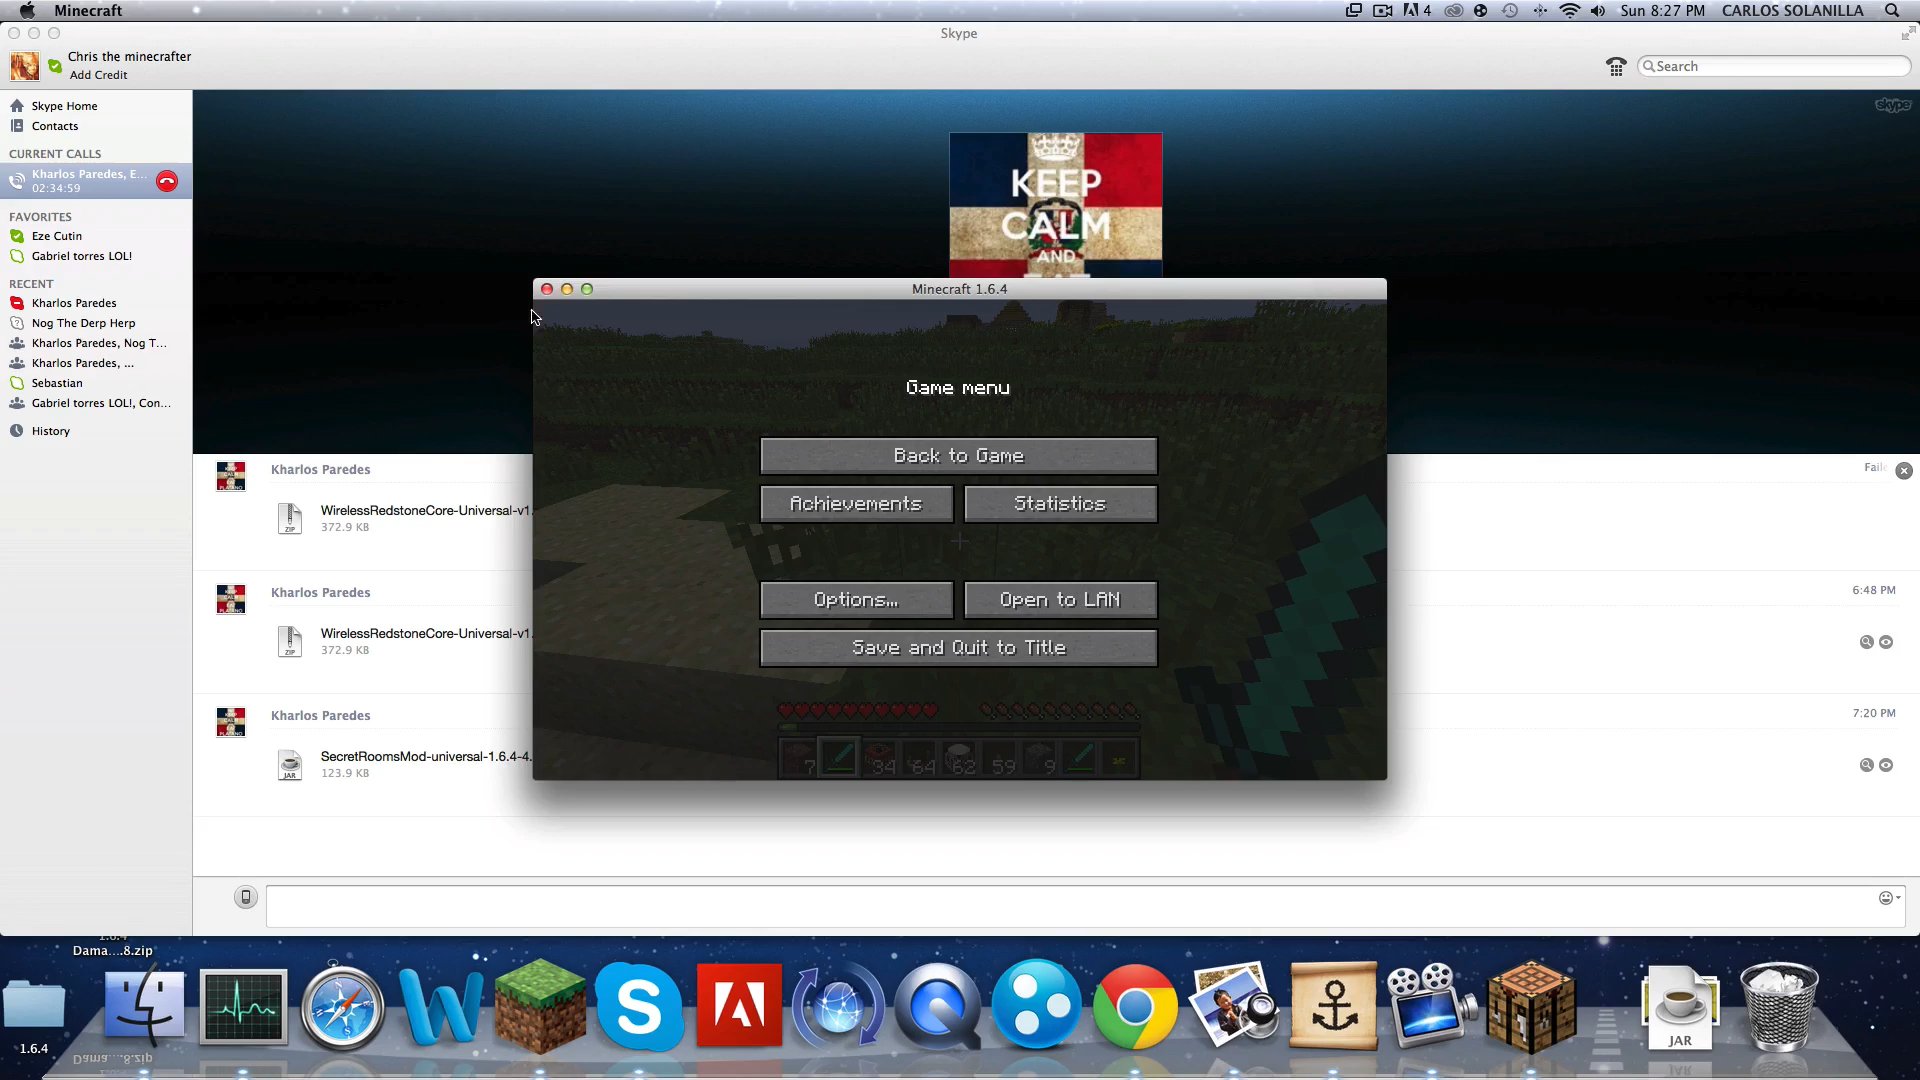 Minecraft
4
Sun 8:27 PM
CARLOS SOLANILLA
Skype
Chris the minecrafter
Add Credit
Search
Skype Home
Contacts
CURRENT CALLS
Kharlos Paredes, E...
02:34:59
FAVORITES
Eze Cutin
Gabriel torres LOL!
RECENT
Kharlos Paredes
Nog The Derp Herp
Kharlos Paredes, Nog T...
Kharlos Paredes, ...
Sebastian
Gabriel torres LOL!, Con...
History
skype
KEEP
CALM
AND
Minecraft 1.6.4
Game menu
Back to Game
Achievements
Statistics
Options...
Open to LAN
Save and Quit to Title
7
34
64
62
59
9
Kharlos Paredes
ZIP
WirelessRedstoneCore-Universal-v1.
372.9 KB
Kharlos Paredes
6:48 PM
ZIP
WirelessRedstoneCore-Universal-v1.
372.9 KB
Kharlos Paredes
7:20 PM
JAR
SecretRoomsMod-universal-1.6.4-4.
123.9 KB
Dama....8.zip
1.6.4
JAR